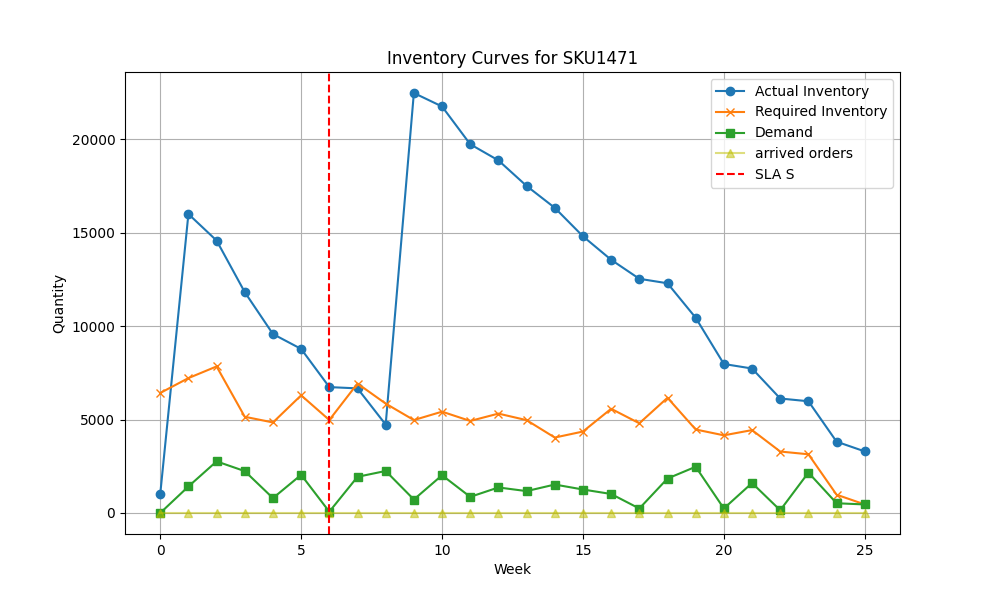 Inventory Curves for SKU1471
Actual Inventory
Required Inventory
Demand
arrived orders
SLA S
Quantity
20000
15000
10000
5000
0
0 5 10 15 20 25
Week